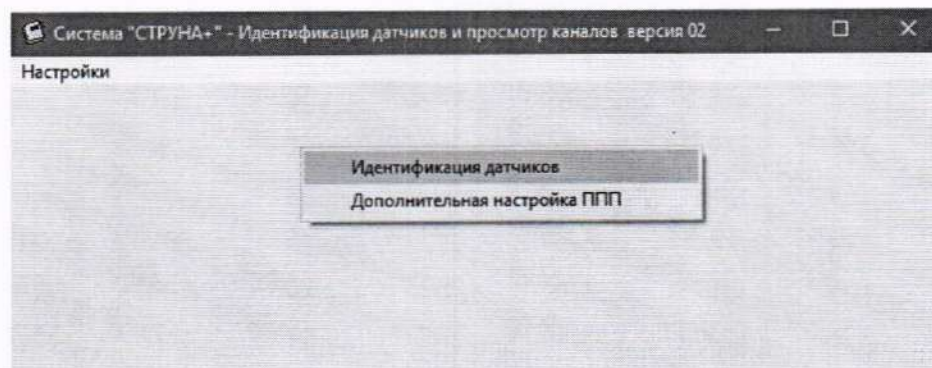 Система "СТРУНА+" - Идентификация датчиков и просмотр каналов версия 02
Настройки
Идентификация датчиков
Дополнительная настройка ППП